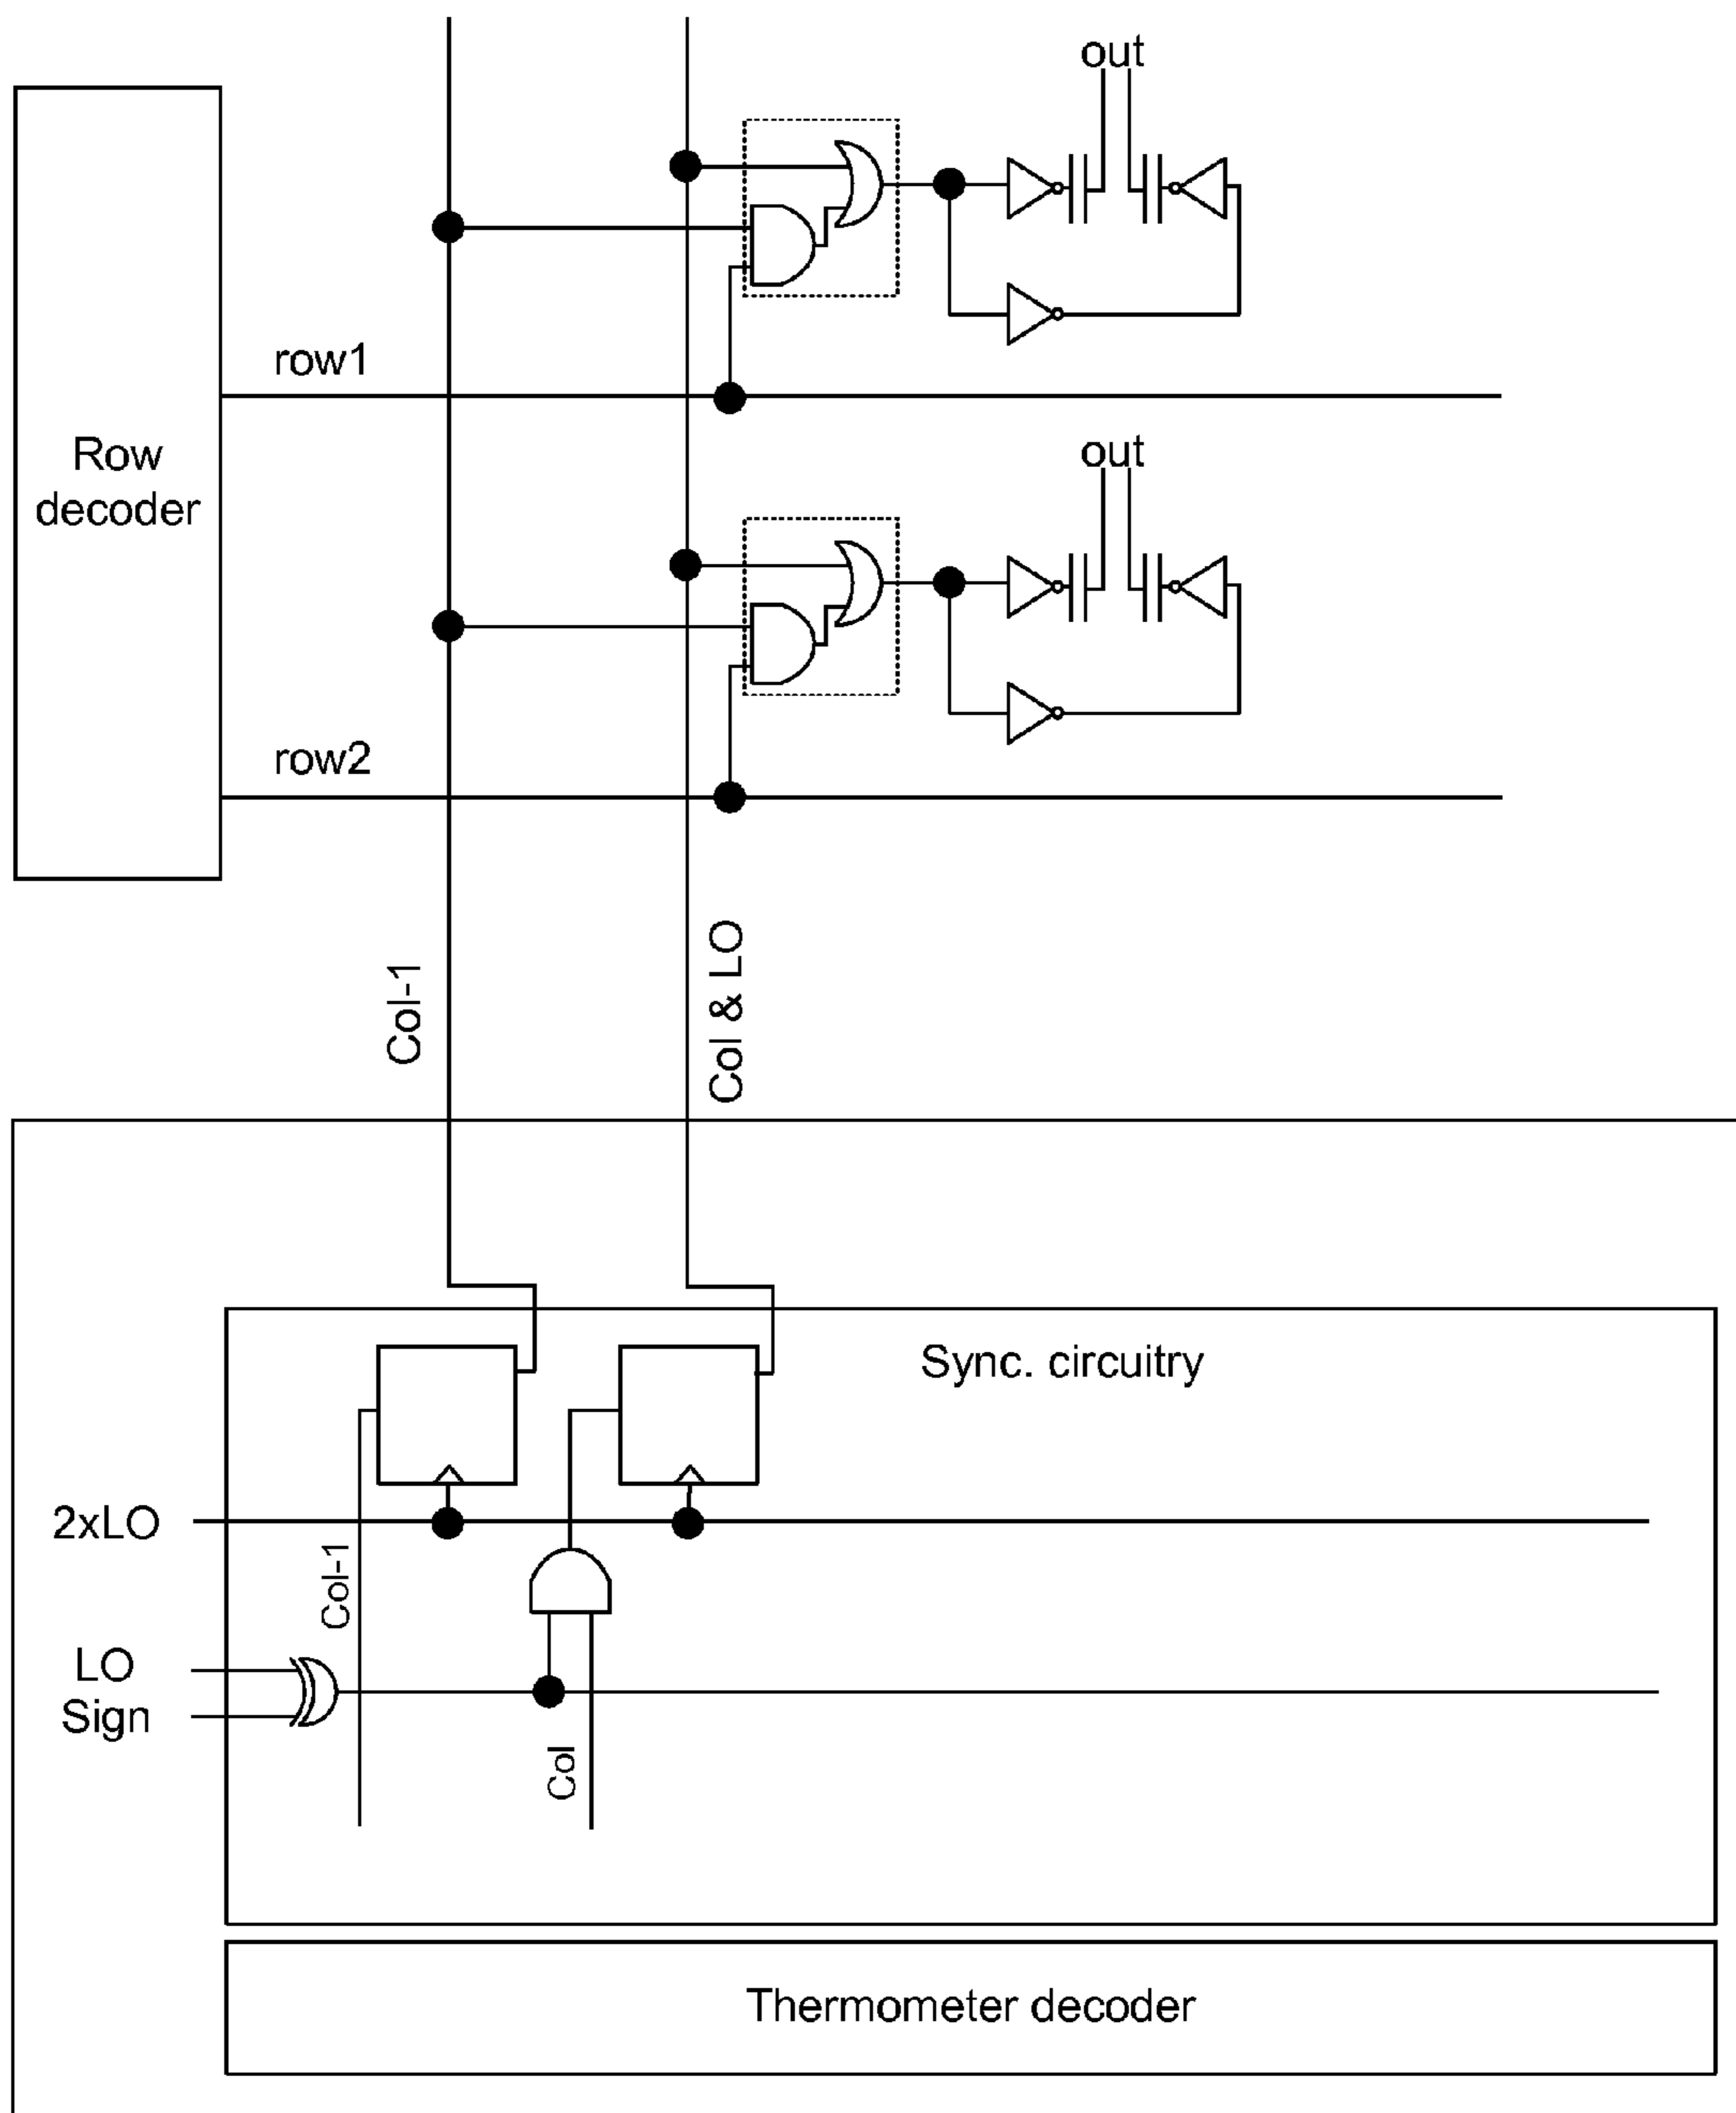 out
row1
Row
decoder
out
row2
Col-1
Col & LO
Sync. circuitry
2xLO
Col-1
LO
Sign
Col
Thermometer decoder